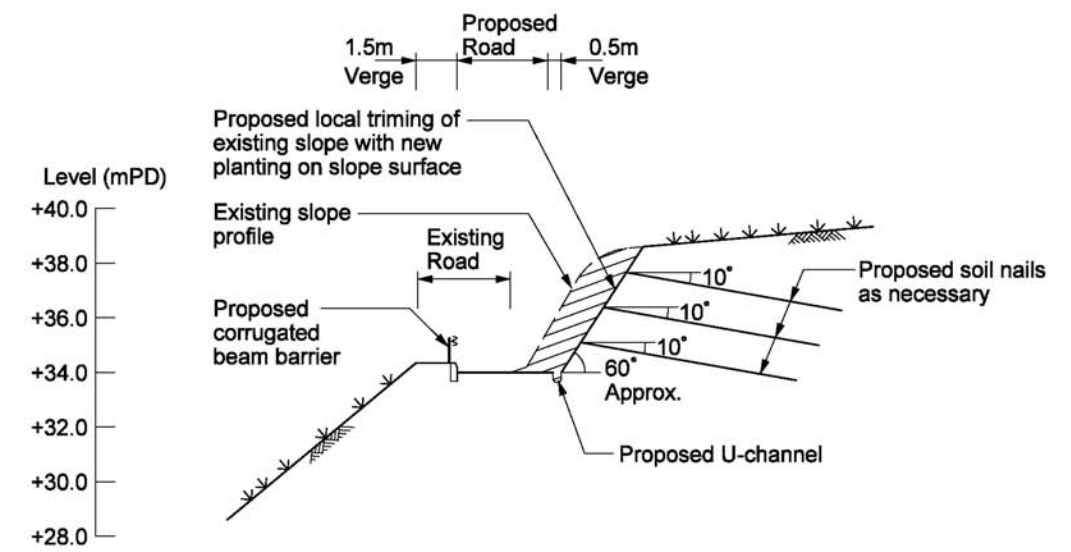 Proposed
1.5m
Road
0.5m
Verge
Verge
Proposed local triming of
existing slope with new
planting on slope surface
Level (mPD)
+40.0
Existing slope
profile
Existing
Road
+38.0
10°
Proposed soil nails
as necessary
Proposed
corrugated
beam barrier
+36.0
10°
10°
+34.0
60°
Approx.
+32.0
Proposed U-channel
+30.0
+28.0